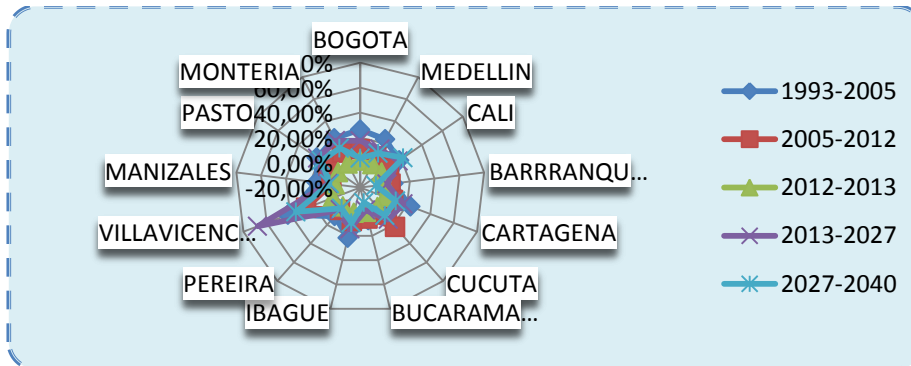 BOGOTA
MEDELLIN
CALI
BARRRANQU...
CARTAGENA
CUCUTA
BUCARAMA...
IBAGUE
PEREIRA
VILLAVICENC...
MANIZALES
PASTO
MONTERIA
0%
60,00%
40,00%
20,00%
0,00%
-20,00%
1993-2005
2005-2012
2012-2013
2013-2027
2027-2040